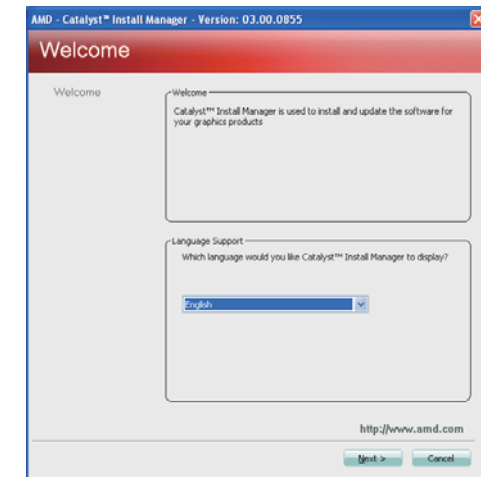 AMD - Catalyst™ Install Manager - Version: 03.00.0855
Welcome
Welcome
Welcome
Catalyst™ Install Manager is used to install and update the software for
your graphics products
Language Support
Which language would you like Catalyst™ Install Manager to display?
English
http://www.amd.com
Next > Cancel